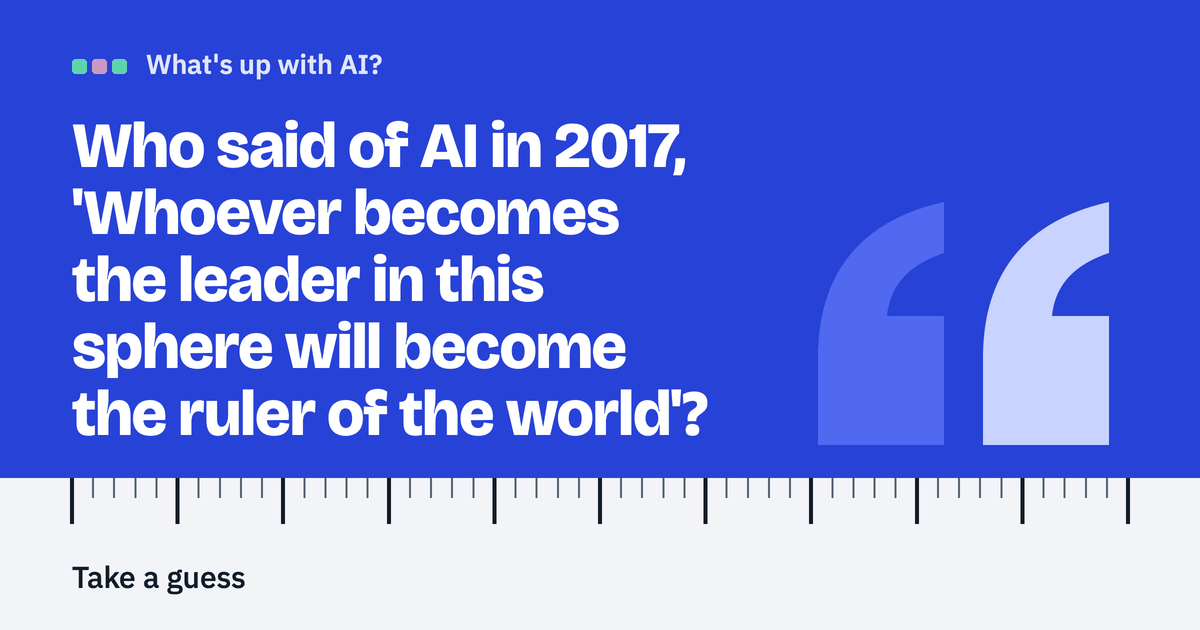 What's up with AI?
Who said of AI in 2017,
'Whoever becomes
the leader in this
sphere will become
the ruler of the world'?
Take a guess